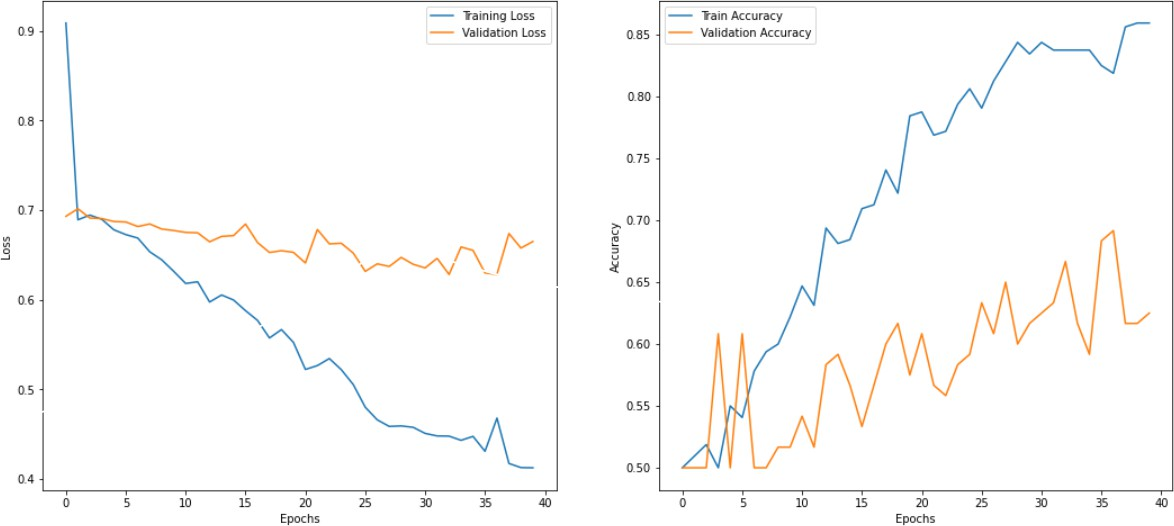 Training Loss
Validation Loss
0.9
0.8
0.7
0.6
0.5
0.4
Loss
0 5 10 15 20 25 30 35 40
Epochs
Train Accuracy
Validation Accuracy
0.85
0.80
0.75
0.70
0.65
0.60
0.55
0.50
Accuracy
0 5 10 15 20 25 30 35 40
Epochs